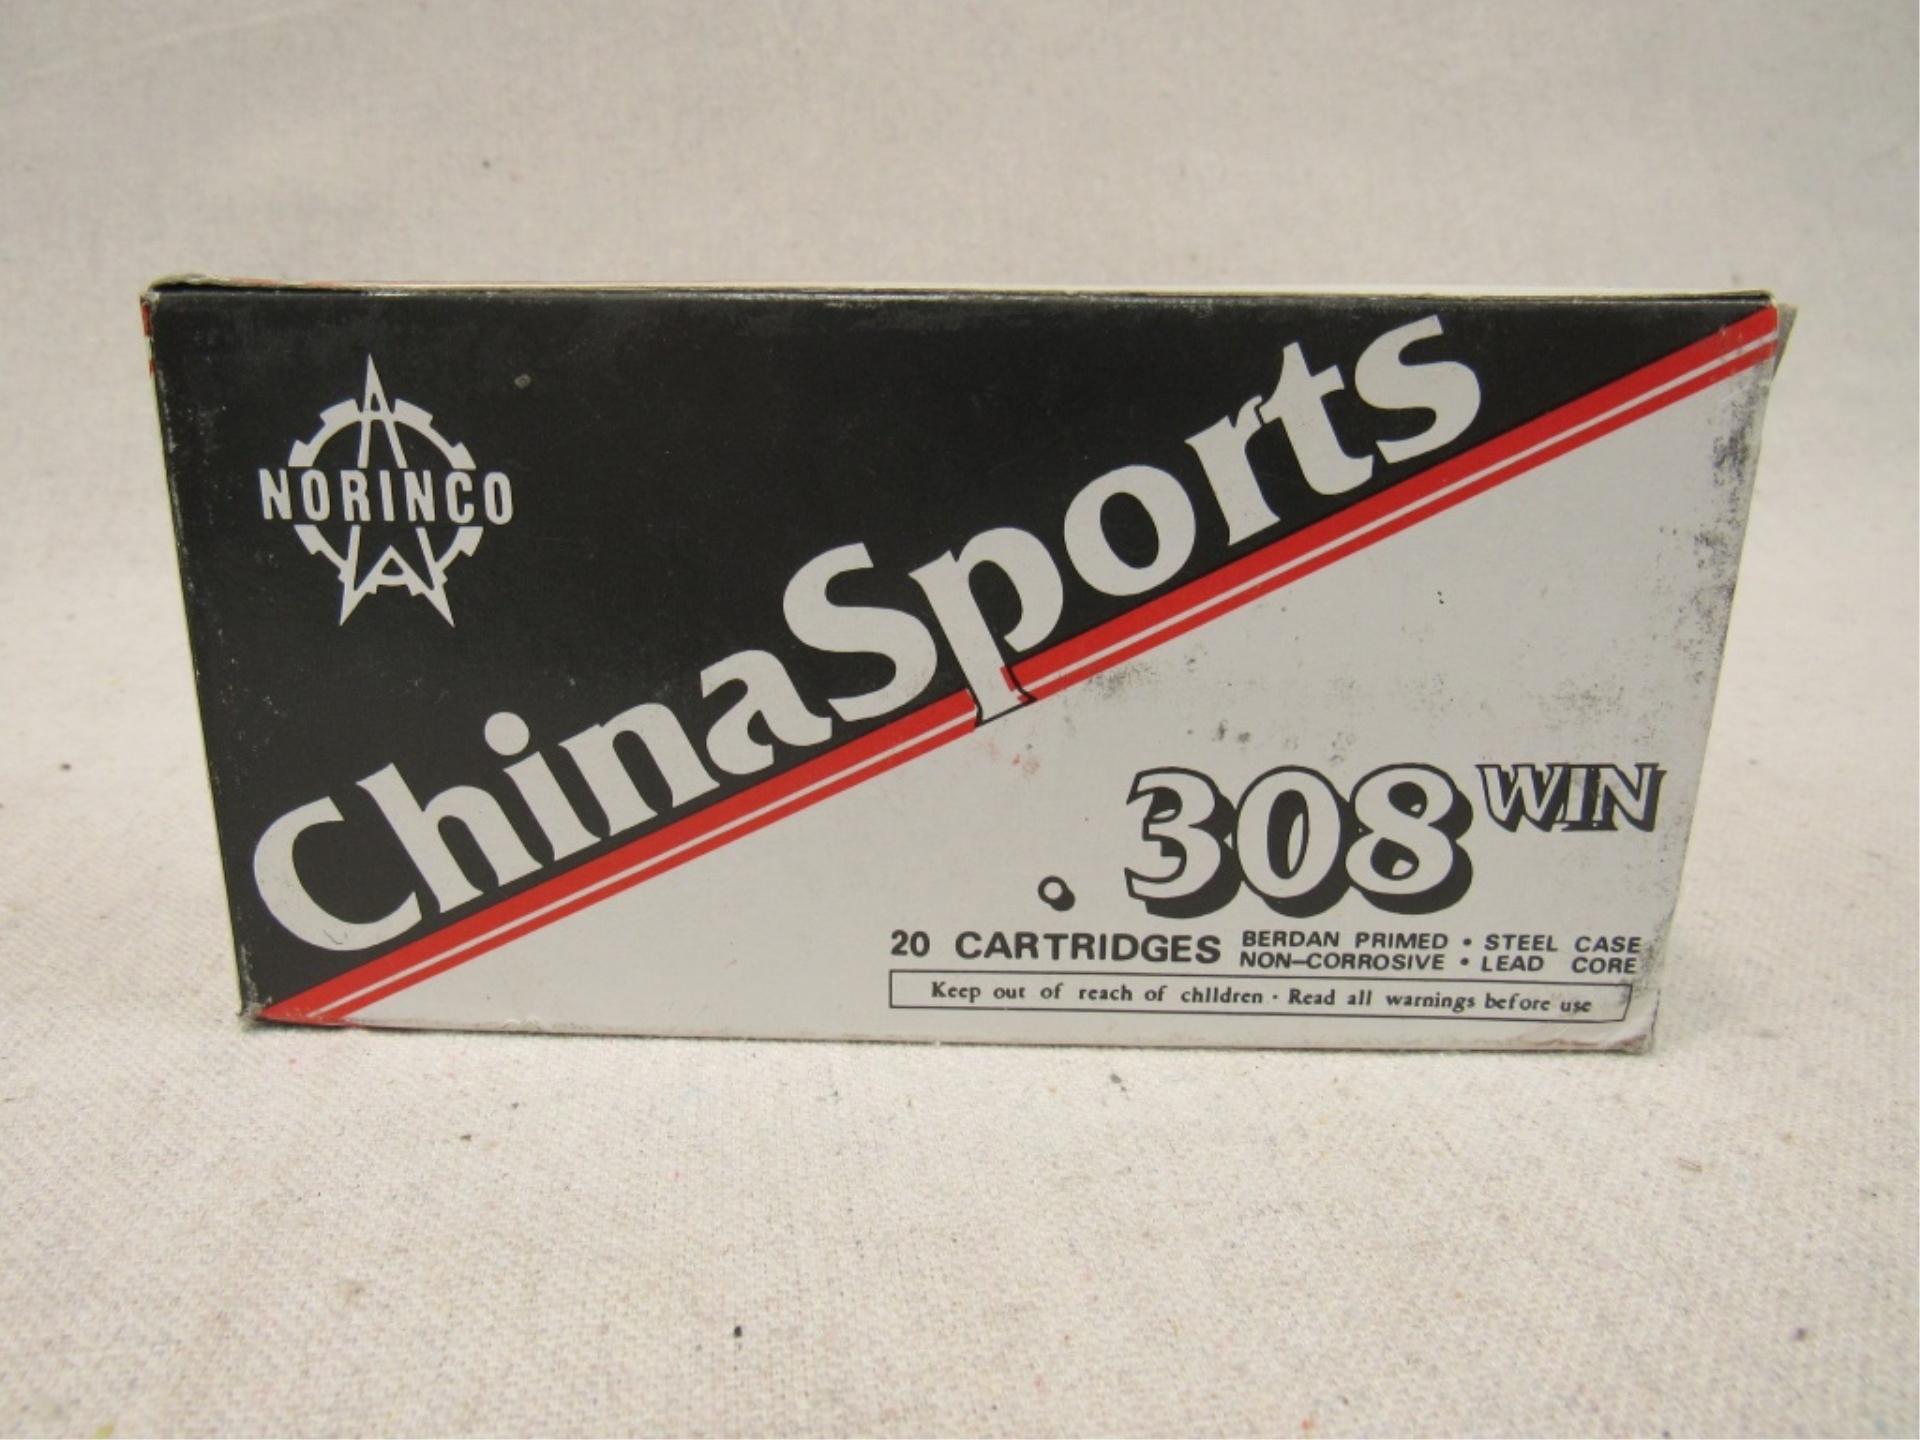 NORINCO
ChinaSports
.308 WIN
20 CARTRIDGES BERDAN PRIMED • STEEL CASE
NON-CORROSIVE • LEAD CORE
Keep out of reach of children · Read all warnings before use